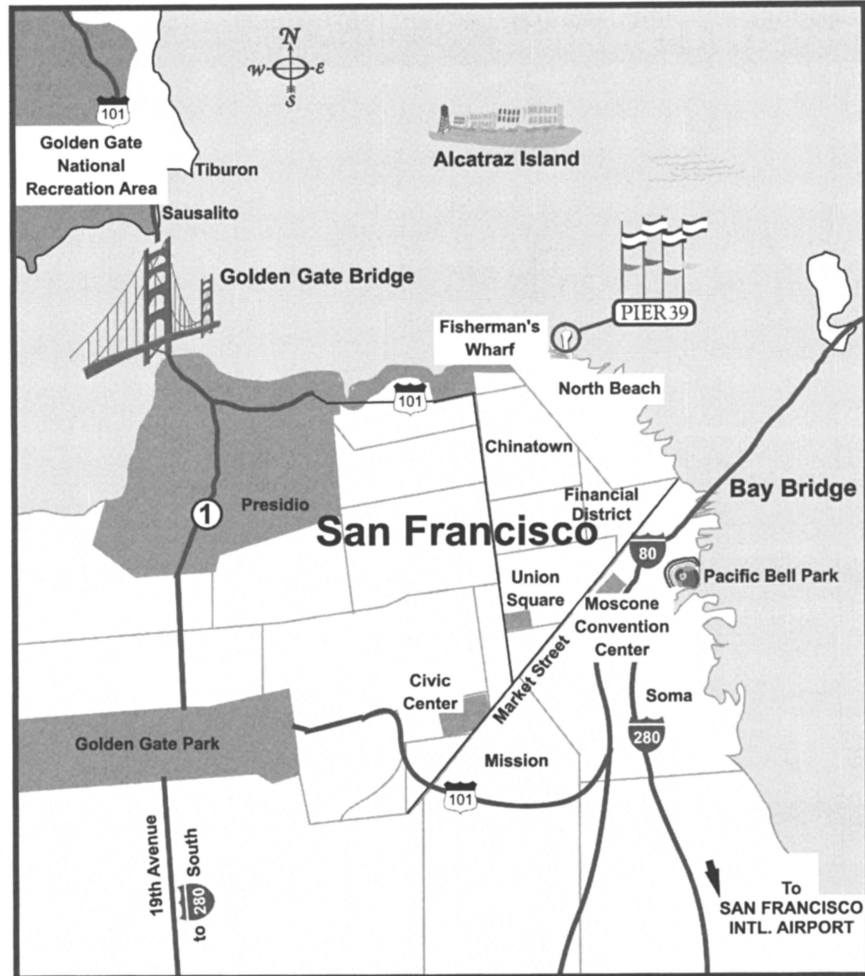 N
W
E
S
101
Golden Gate
National
Recreation Area
Tiburon
Sausalito
Alcatraz Island
Golden Gate Bridge
PIER 39
Fisherman's
Wharf
North Beach
101
Chinatown
Bay Bridge
Financial
District
Presidio
1
San Francisco
80
Union
Square
Pacific Bell Park
Moscone
Convention
Center
Market Street
Civic
Center
Soma
280
Golden Gate Park
Mission
101
19th Avenue
to 280 South
To
SAN FRANCISCO
INTL. AIRPORT